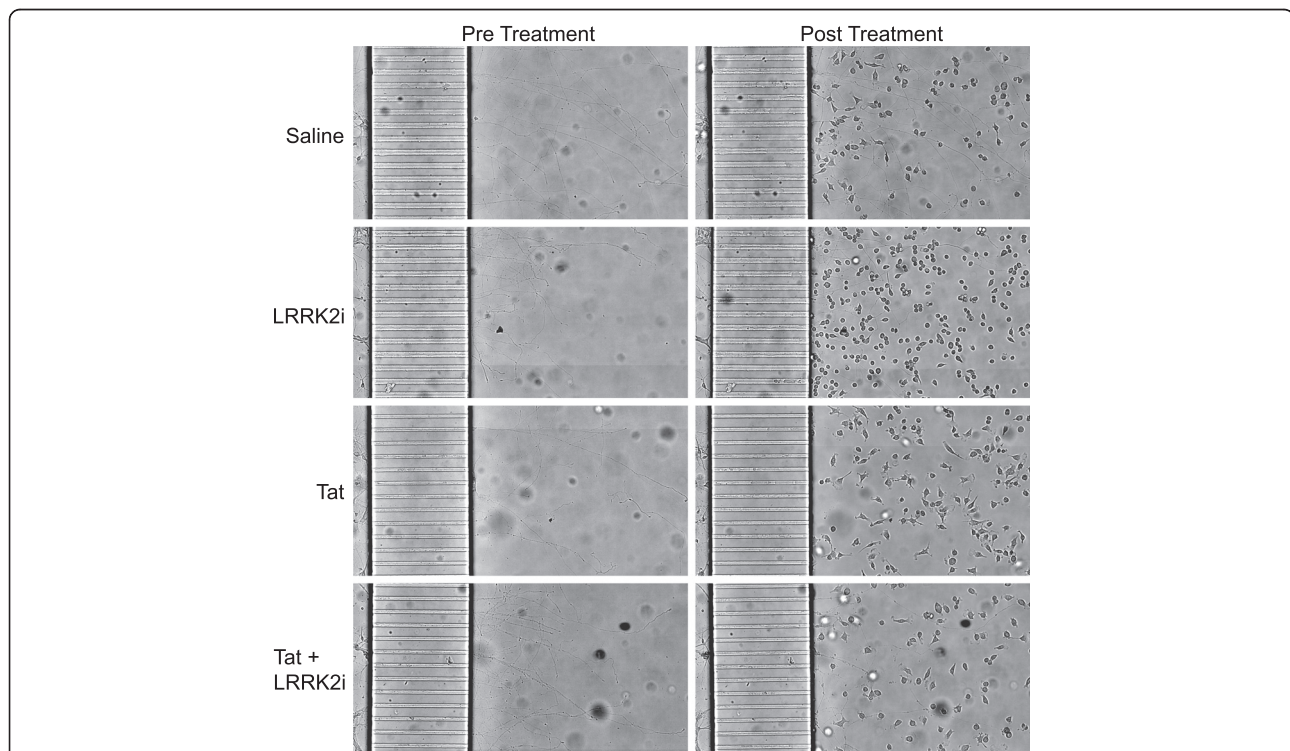 Pre Treatment
Post Treatment
Saline
LRRK2i
Tat
Tat +
LRRK2i